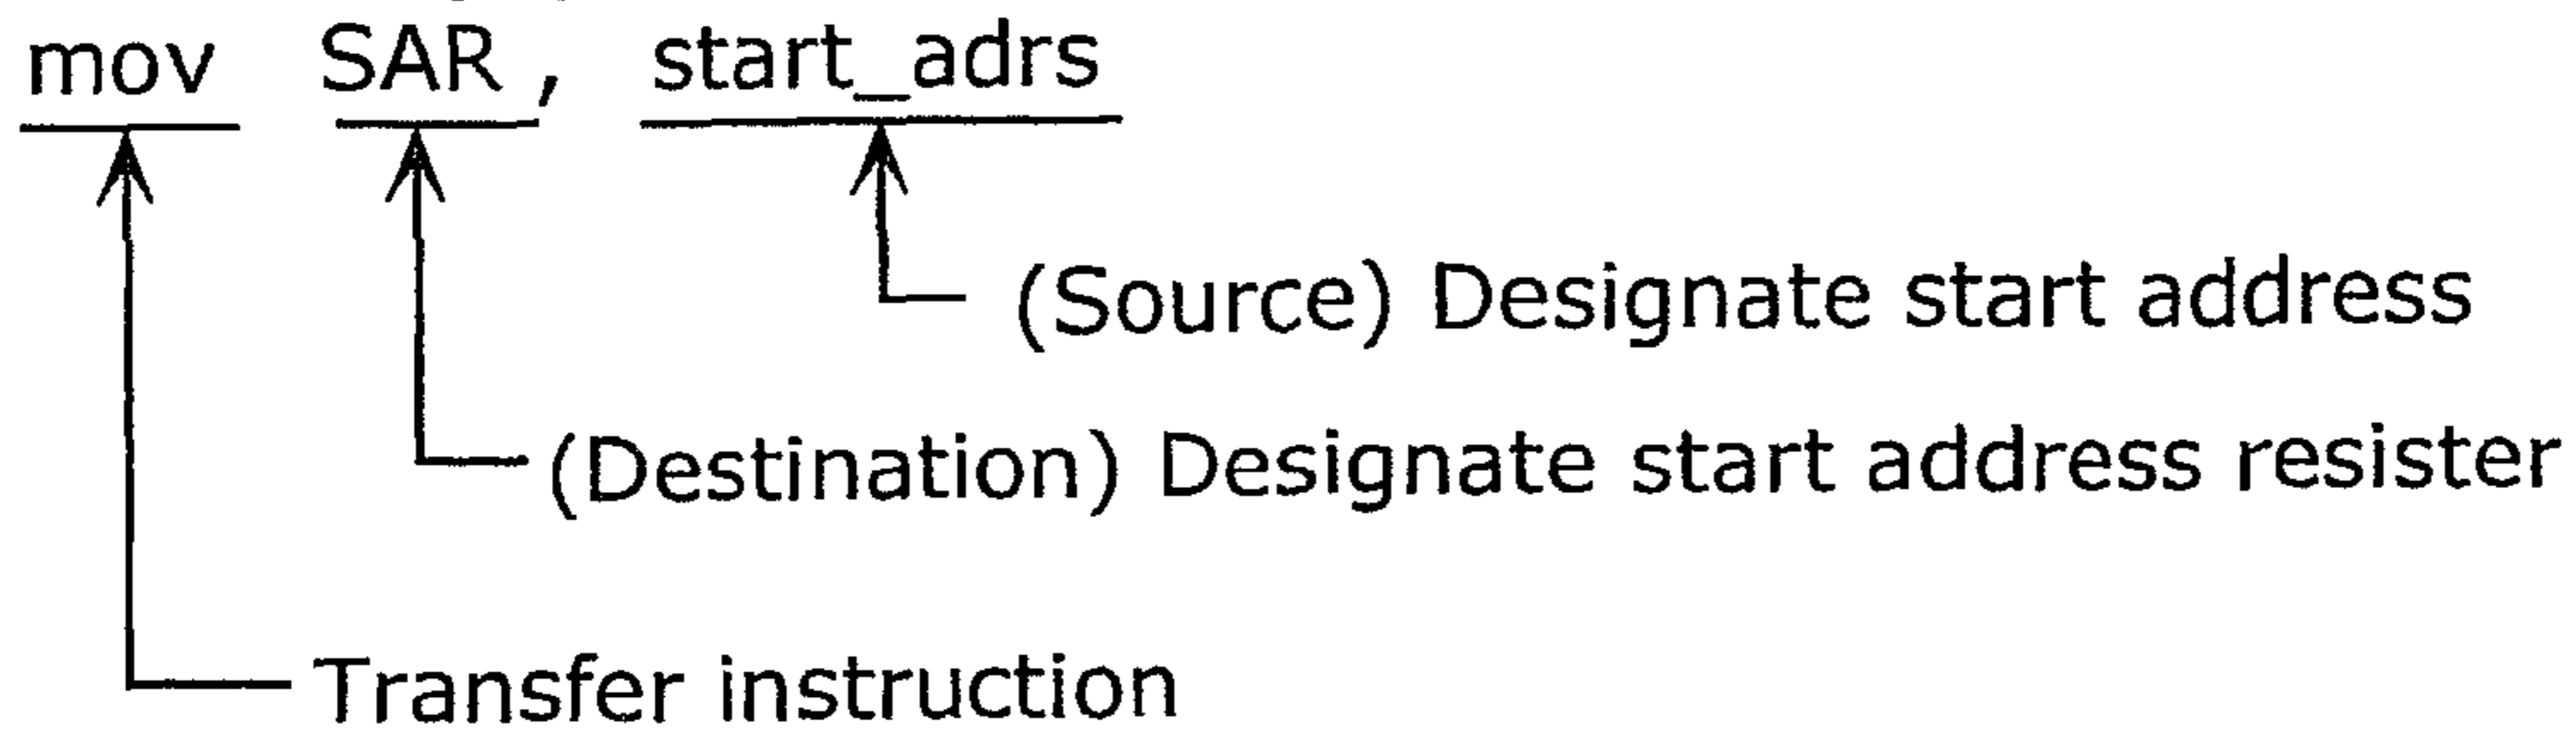 mov SAR , start_adrs
(Source) Designate start address
(Destination) Designate start address resister
Transfer instruction